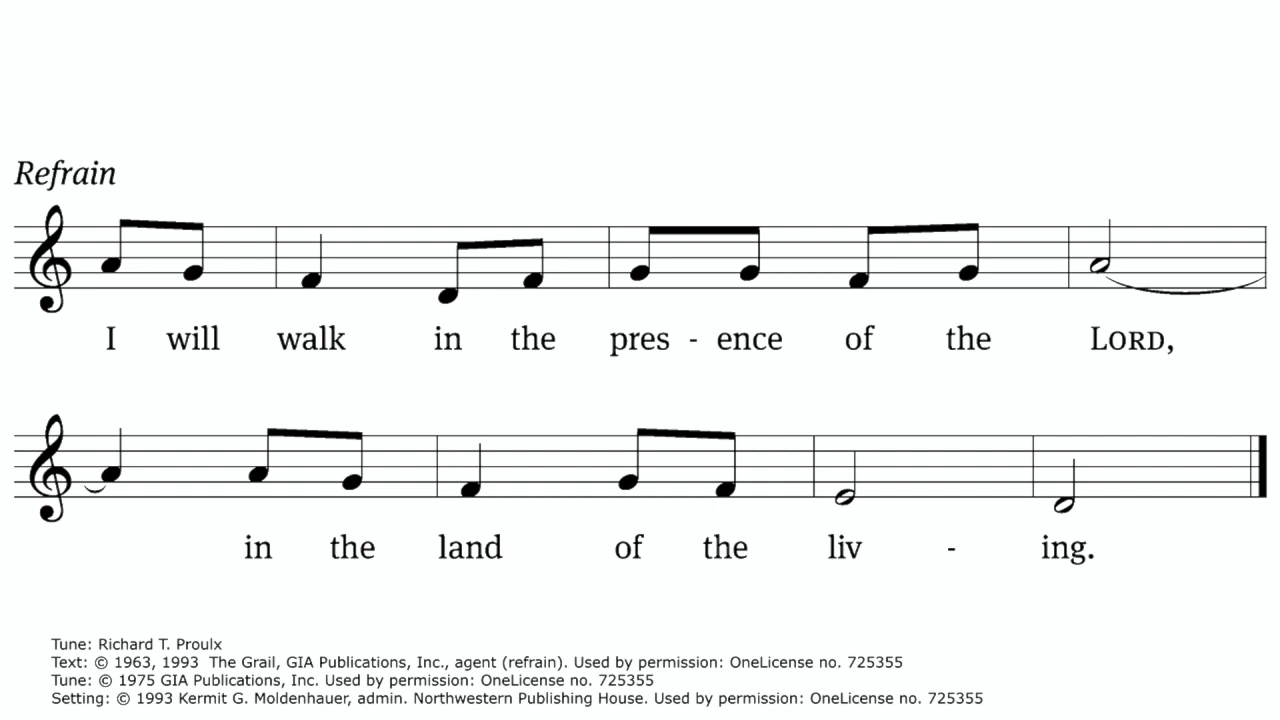 Refrain
I will walk in the pres - ence of the LORD,
in the land of the liv - ing.
Tune: Richard T. Proulx
Text: © 1963, 1993 The Grail, GIA Publications, Inc., agent (refrain). Used by permission: OneLicense no. 725355
Tune: © 1975 GIA Publications, Inc. Used by permission: OneLicense no. 725355
Setting: © 1993 Kermit G. Moldenhauer, admin. Northwestern Publishing House. Used by permission: OneLicense no. 725355